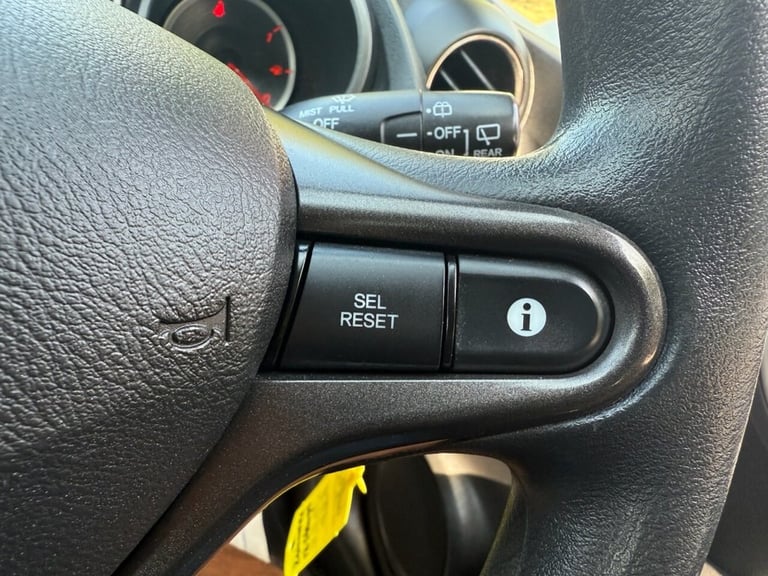 MIST PULL
OFF
-OFF
ON
REAR
SEL
RESET
i